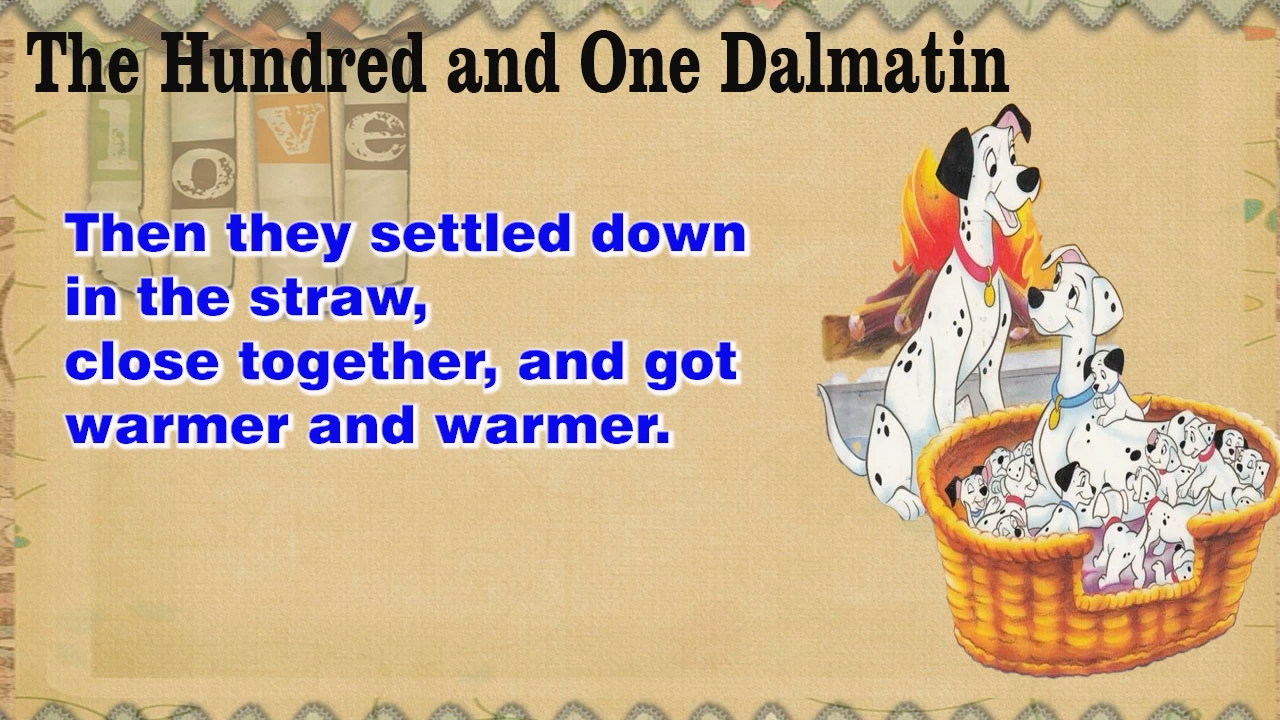 The Hundred and One Dalmatin
love
Then they settled down
in the straw,
close together, and got
warmer and warmer.